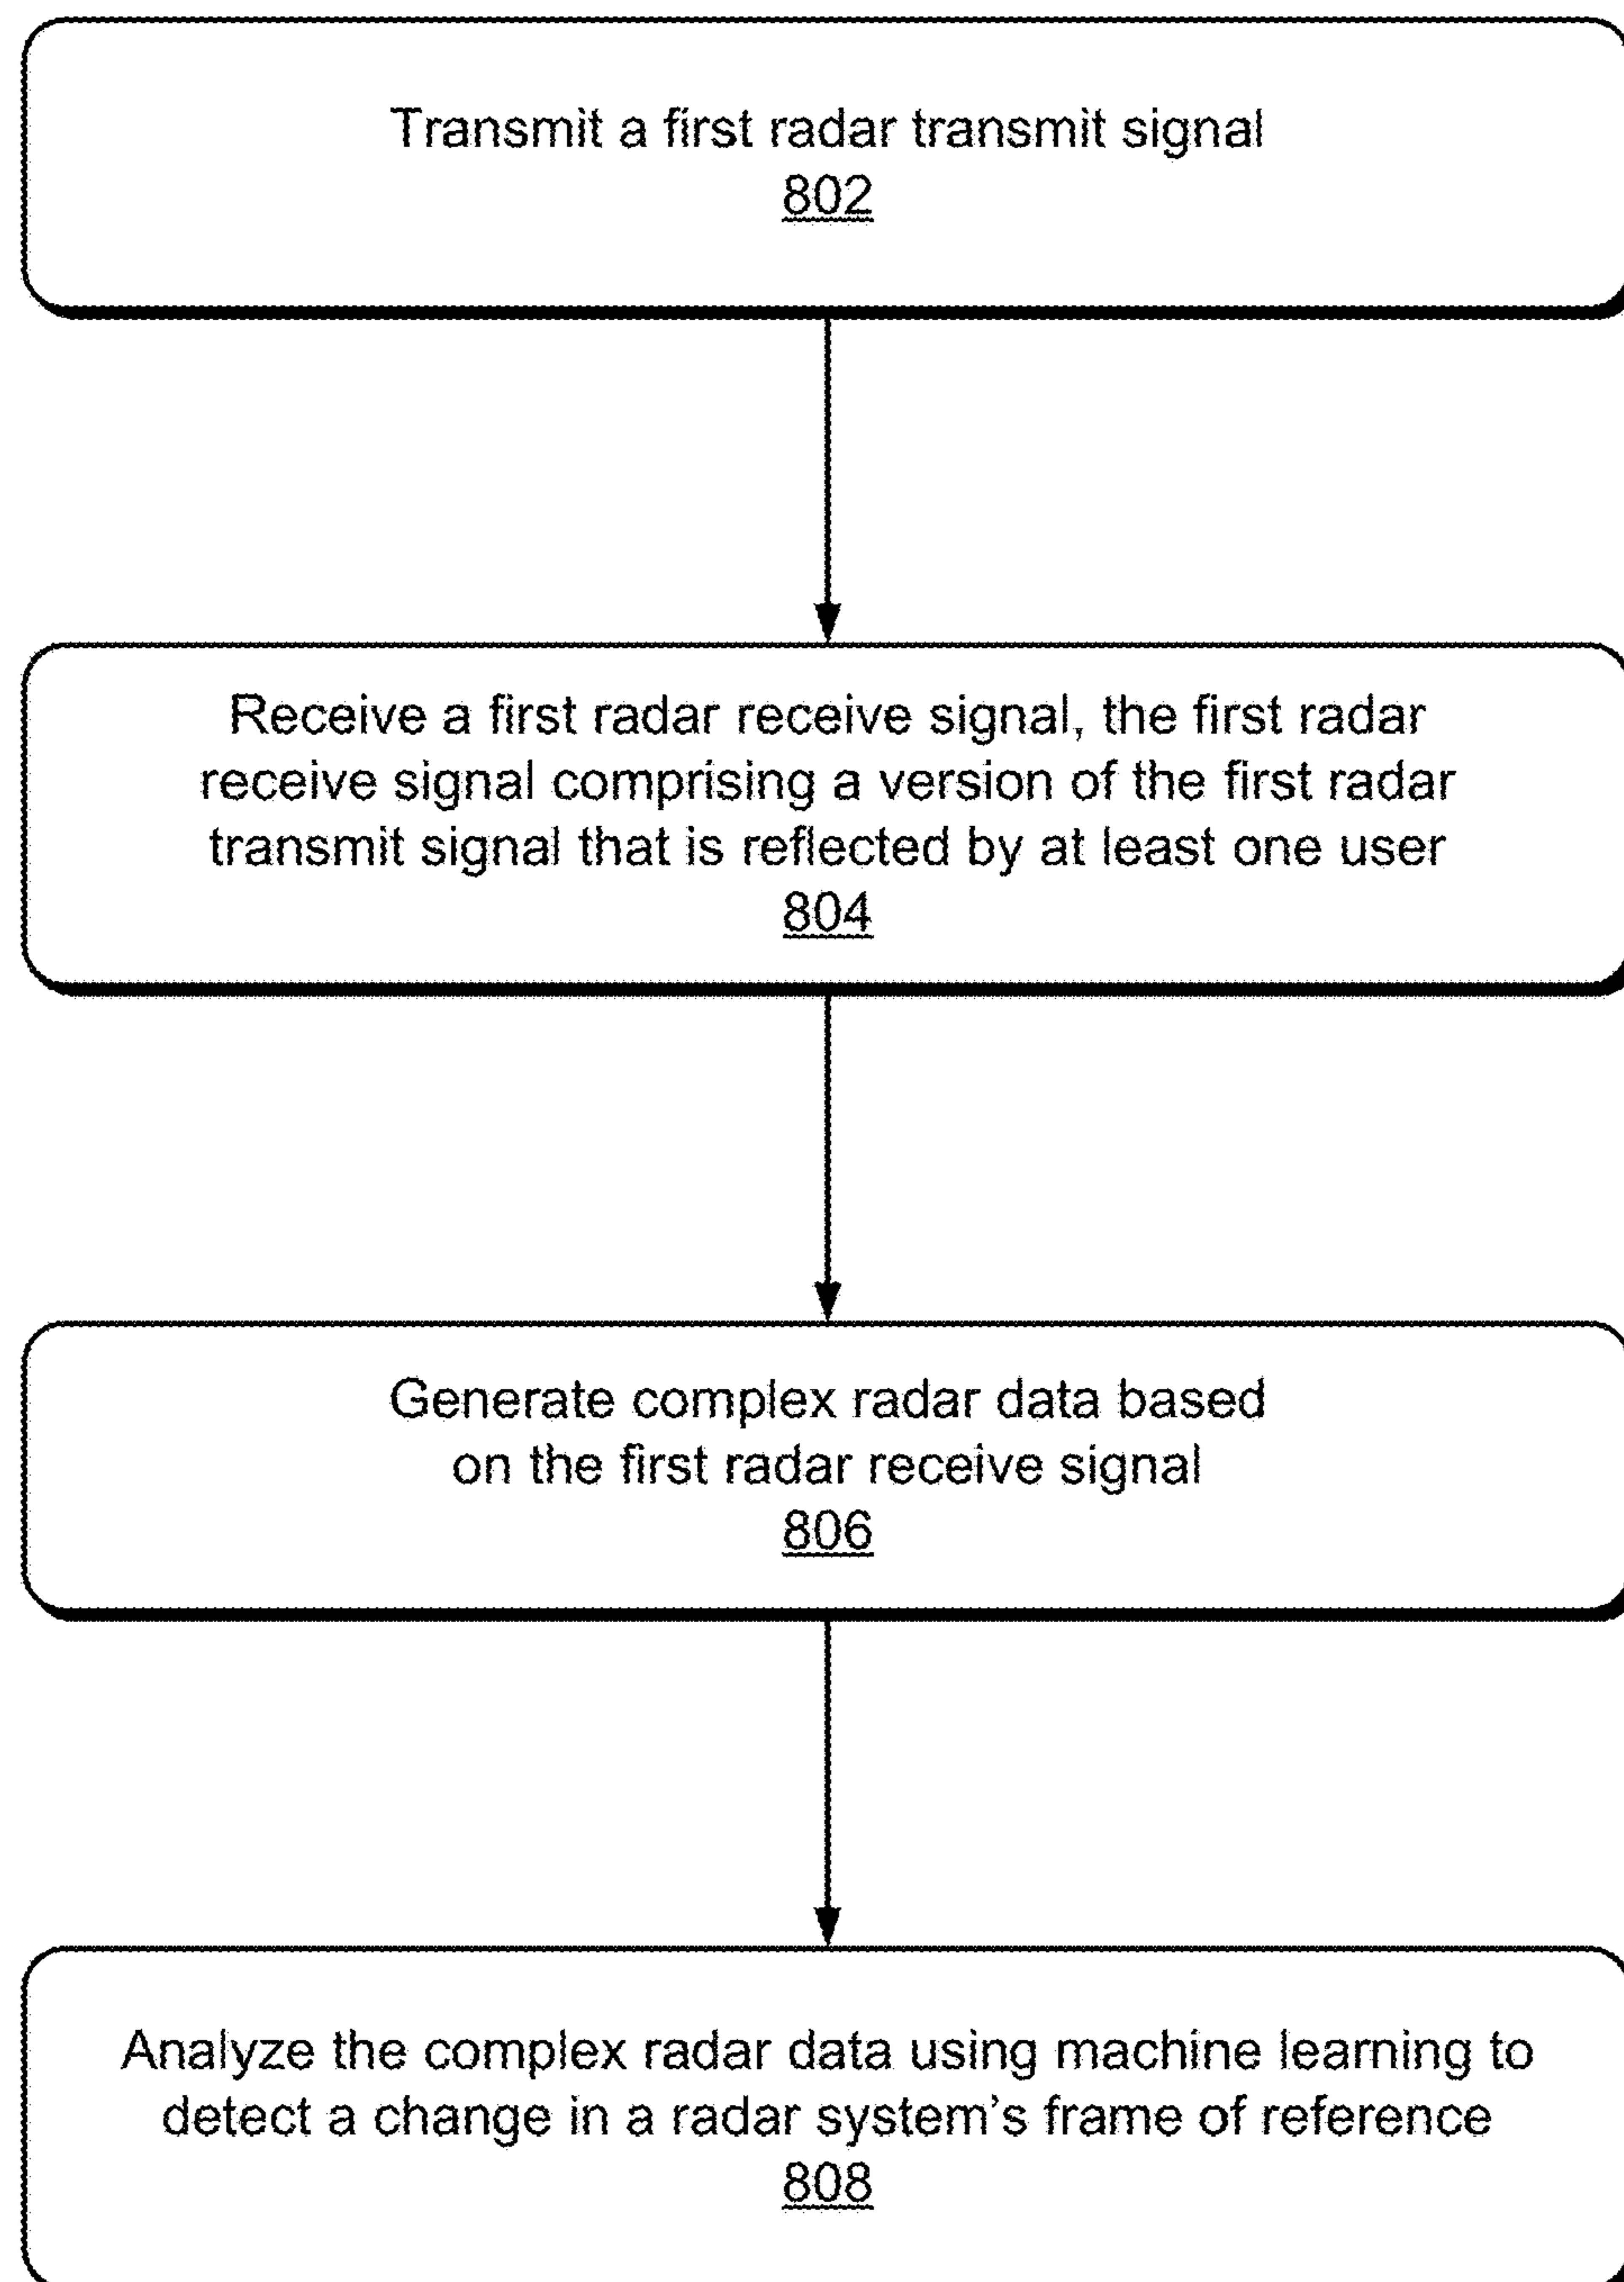 Transmit a first radar transmit signal
802
Receive a first radar receive signal, the first radar
receive signal comprising a version of the first radar
transmit signal that is reflected by at least one user
804
Generate complex radar data based
on the first radar receive signal
806
Analyze the complex radar data using machine learning to
detect a change in a radar system's frame of reference
808